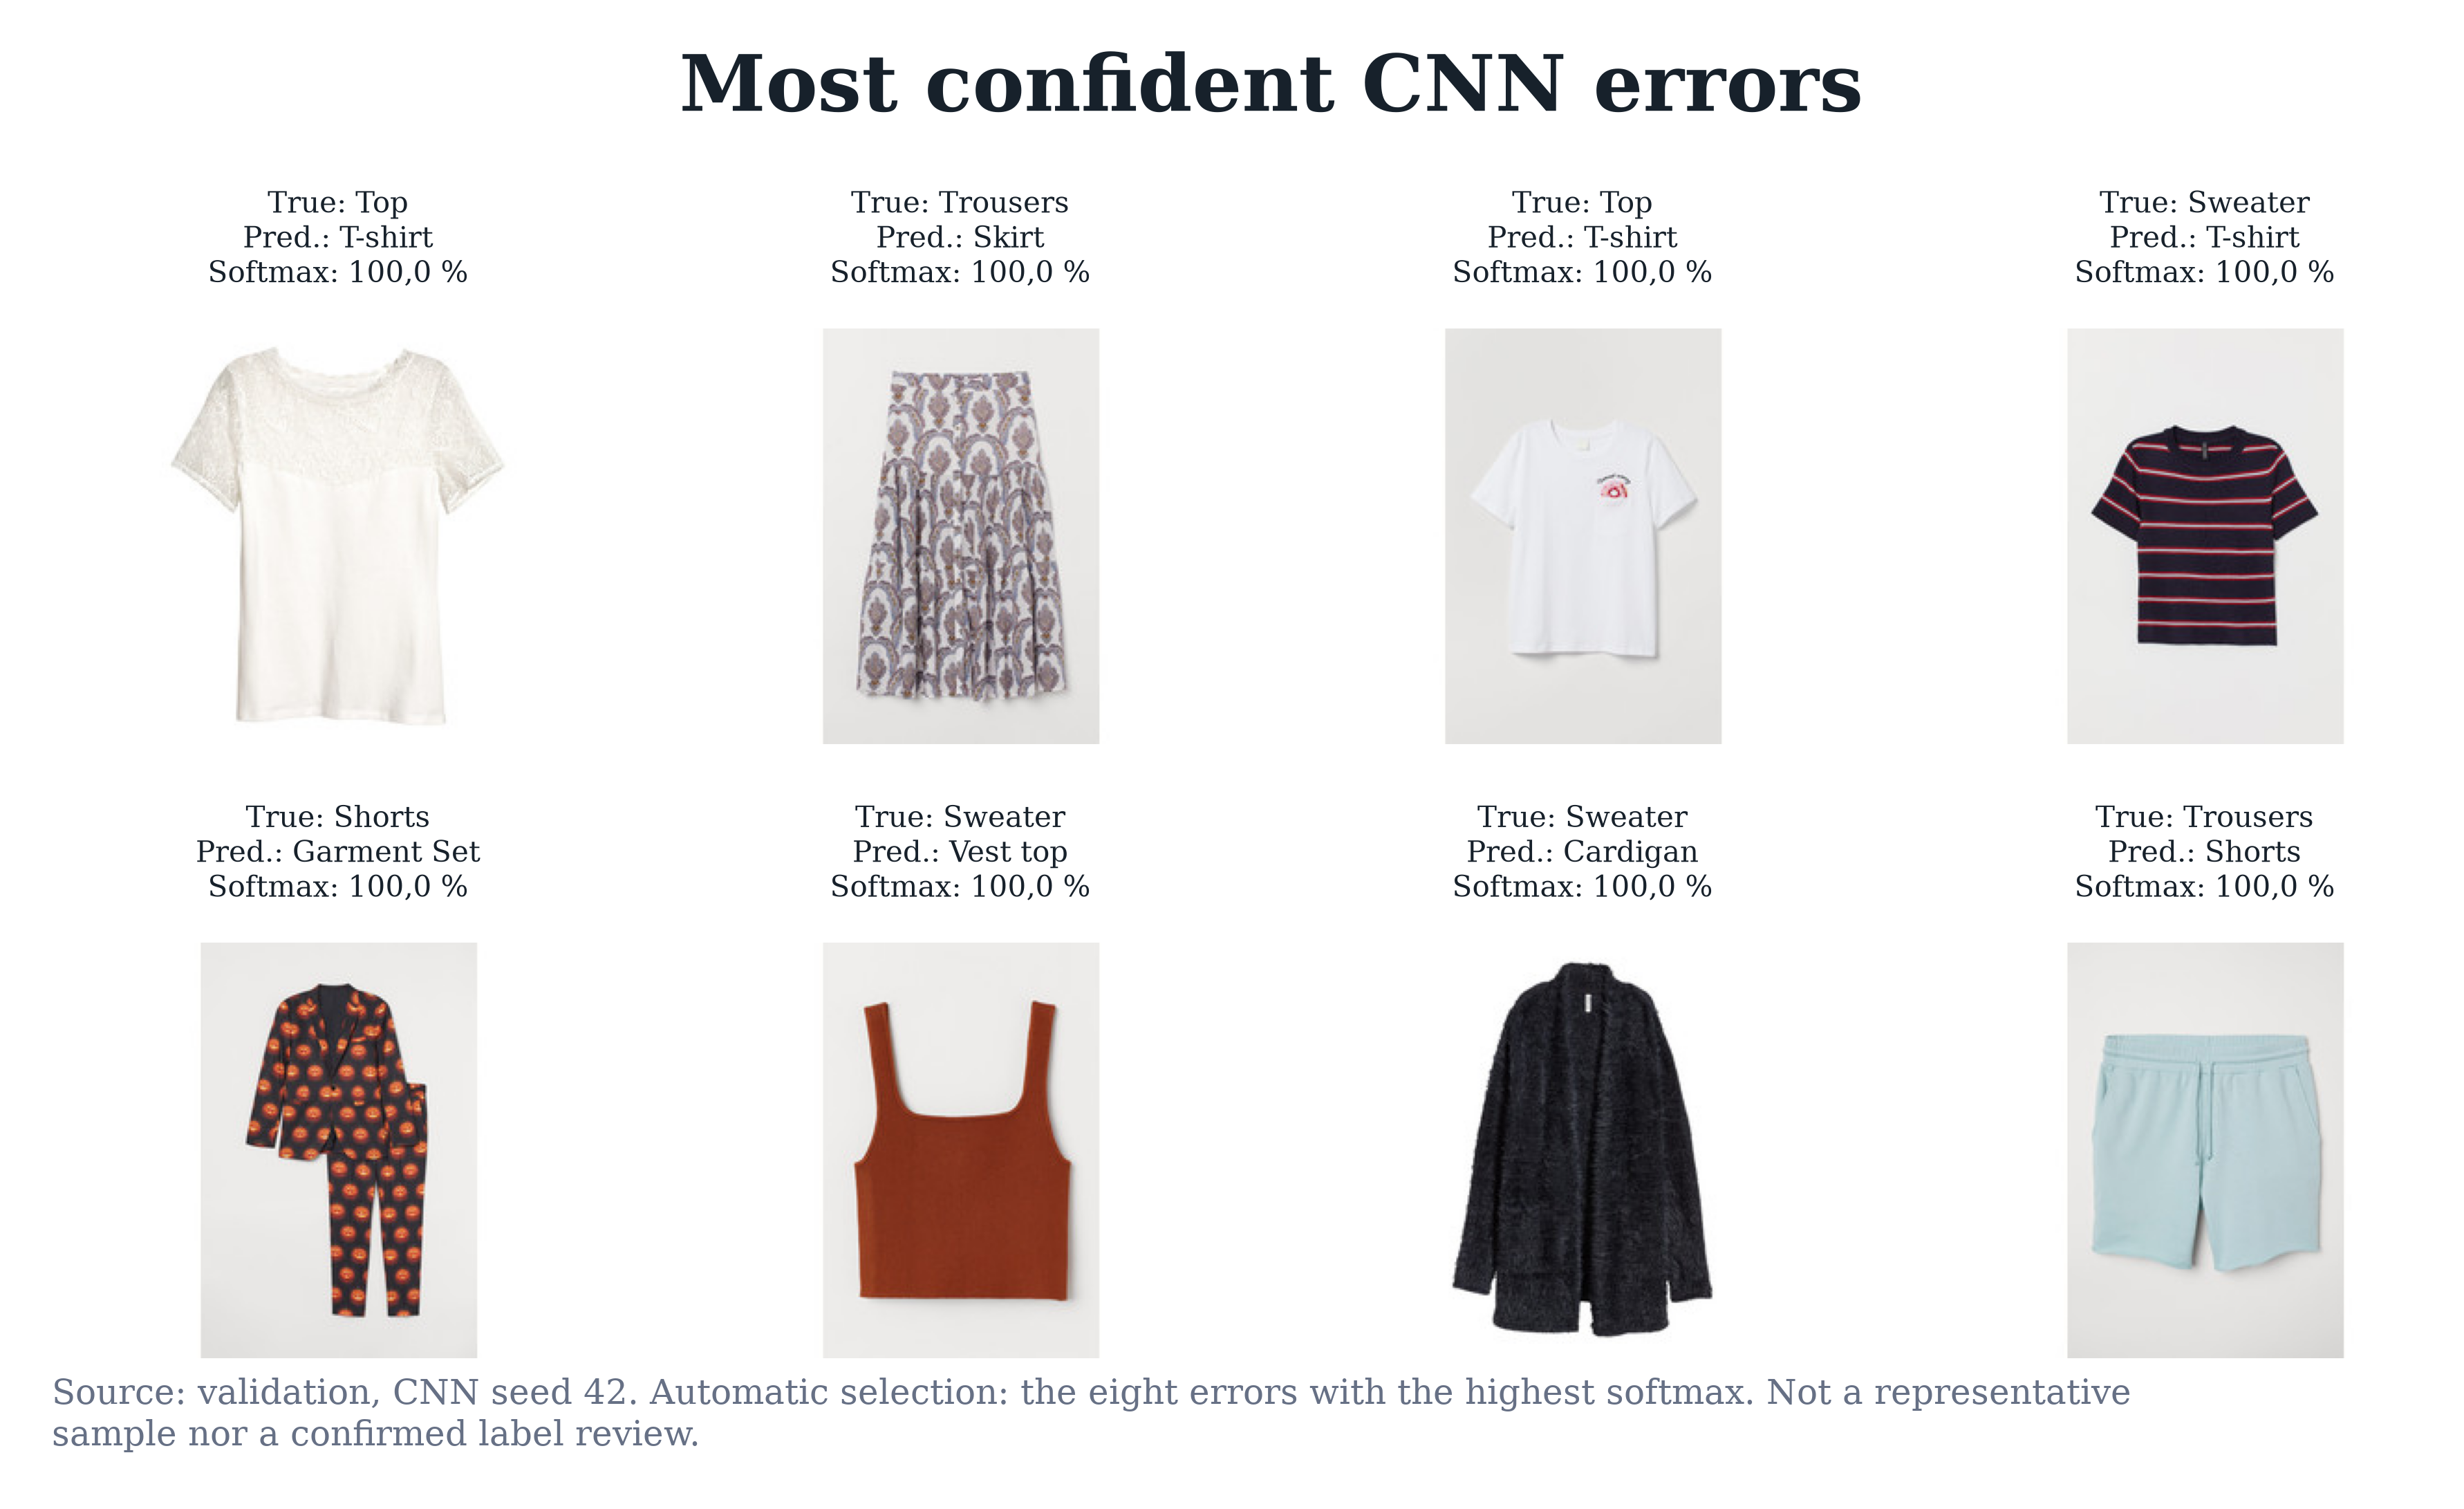 Most confident CNN errors
True: Top
Pred.: T-shirt
Softmax: 100,0 %
True: Trousers
Pred.: Skirt
Softmax: 100,0 %
True: Top
Pred.: T-shirt
Softmax: 100,0 %
True: Sweater
Pred.: T-shirt
Softmax: 100,0 %
True: Shorts
Pred.: Garment Set
Softmax: 100,0 %
True: Sweater
Pred.: Vest top
Softmax: 100,0 %
True: Sweater
Pred.: Cardigan
Softmax: 100,0 %
True: Trousers
Pred.: Shorts
Softmax: 100,0 %
Source: validation, CNN seed 42. Automatic selection: the eight errors with the highest softmax. Not a representative
sample nor a confirmed label review.